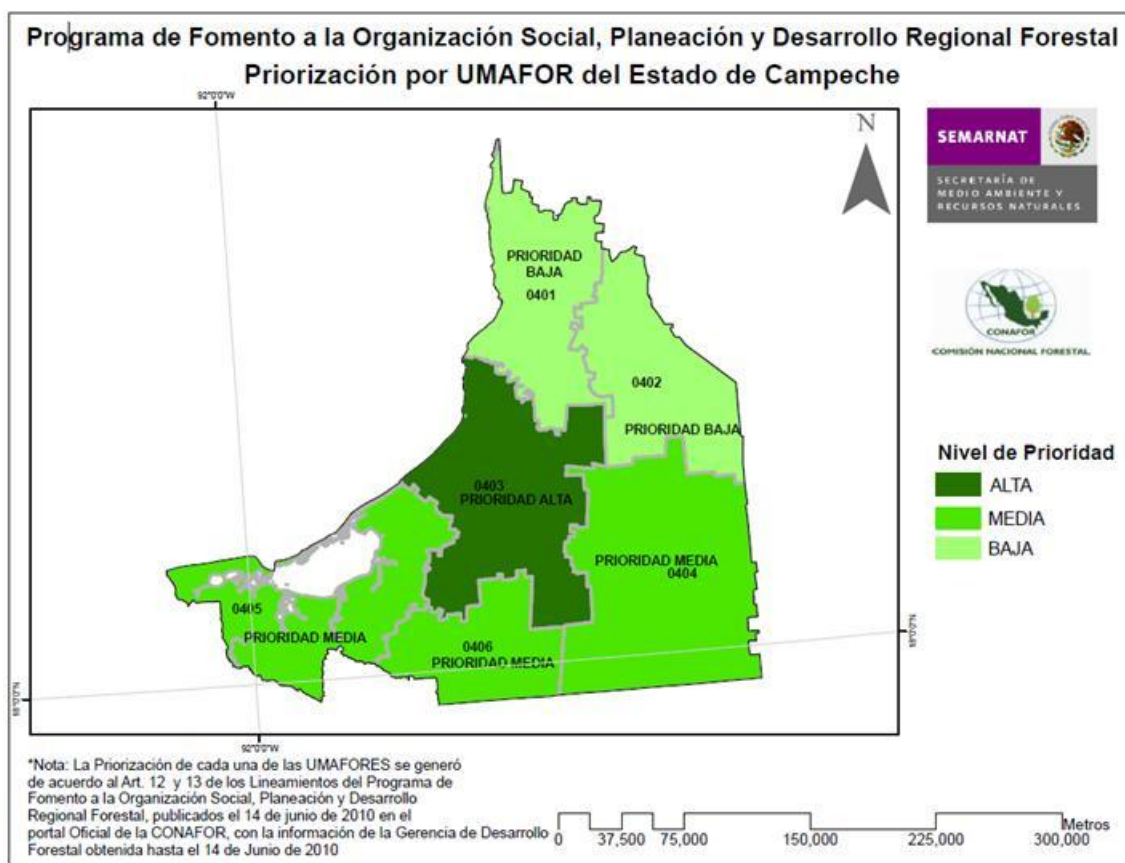 Programa de Fomento a la Organización Social, Planeación y Desarrollo Regional Forestal
Priorización por UMAFOR del Estado de Campeche
92°0'0"W
N
SEMARNAT
SECRETARÍA DE
MEDIO AMBIENTE Y
RECURSOS NATURALES
PRIORIDAD
BAJA
0401
CONAFOR
COMISIÓN NACIONAL FORESTAL
0402
PRIORIDAD BAJA
Nivel de Prioridad
ALTA
MEDIA
BAJA
0403
PRIORIDAD ALTA
PRIORIDAD MEDIA
0404
0405
PRIORIDAD MEDIA
0406
PRIORIDAD MEDIA
18°0'0"N
18°0'0"N
92°0'0"W
*Nota: La Priorización de cada una de las UMAFORES se generó
de acuerdo al Art. 12 y 13 de los Lineamientos del Programa de
Fomento a la Organización Social, Planeación y Desarrollo
Regional Forestal, publicados el 14 de junio de 2010 en el
portal Oficial de la CONAFOR, con la información de la Gerencia de Desarrollo
Forestal obtenida hasta el 14 de Junio de 2010
Metros
0 37,500 75,000 150,000 225,000 300,000